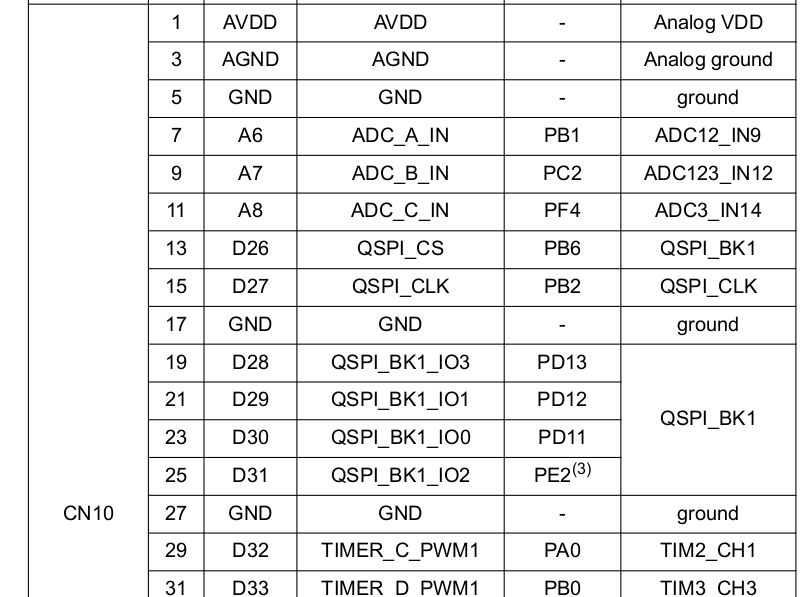 1 AVDD AVDD - Analog VDD
3 AGND AGND - Analog ground
5 GND GND - ground
7 A6 ADC_A_IN PB1 ADC12_IN9
9 A7 ADC_B_IN PC2 ADC123_IN12
11 A8 ADC_C_IN PF4 ADC3_IN14
13 D26 QSPI_CS PB6 QSPI_BK1
15 D27 QSPI_CLK PB2 QSPI_CLK
17 GND GND - ground
19 D28 QSPI_BK1_IO3 PD13
21 D29 QSPI_BK1_IO1 PD12
QSPI_BK1
23 D30 QSPI_BK1_IO0 PD11
25 D31 QSPI_BK1_IO2 PE2(3)
CN10 27 GND GND - ground
29 D32 TIMER_C_PWM1 PA0 TIM2_CH1
31 D33 TIMER_D_PWM1 PB0 TIM3_CH3